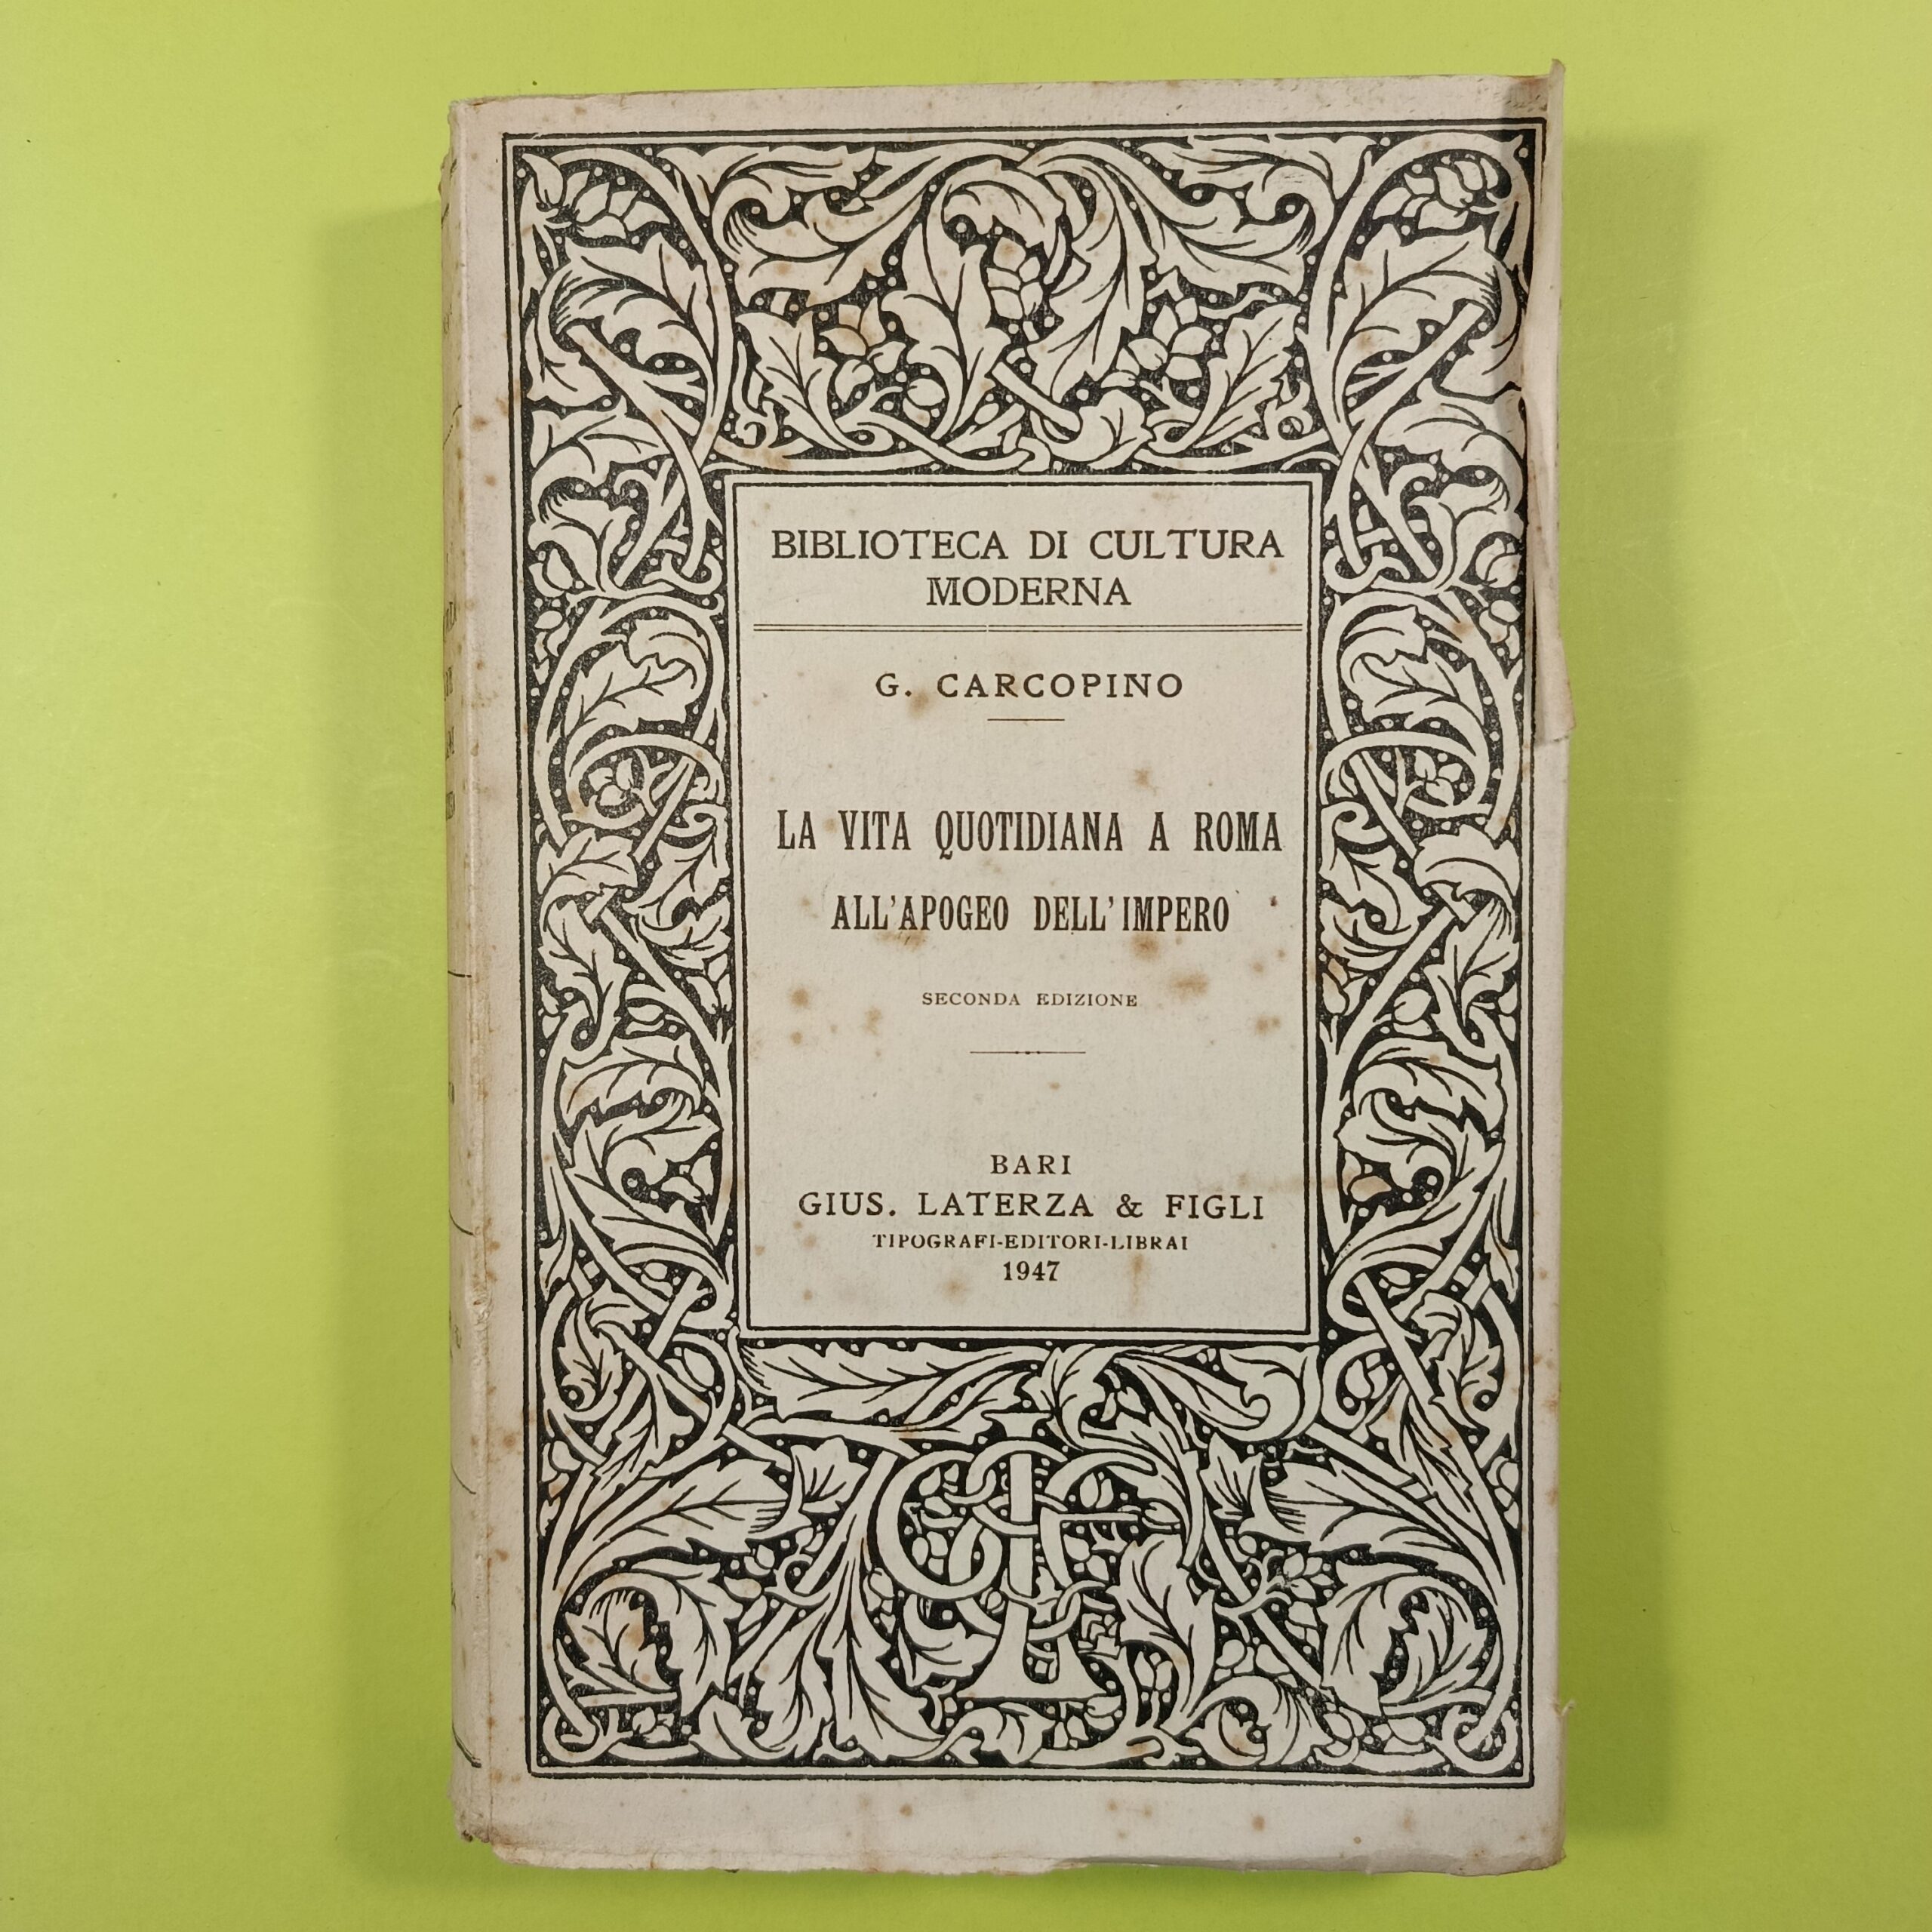 BIBLIOTECA DI CULTURA
MODERNA
G. CARCOPINO
LA VITA QUOTIDIANA A ROMA
ALL'APOGEO DELL'IMPERO
SECONDA EDIZIONE
BARI
GIUS. LATERZA & FIGLI
TIPOGRAFI-EDITORI-LIBRAI
1947